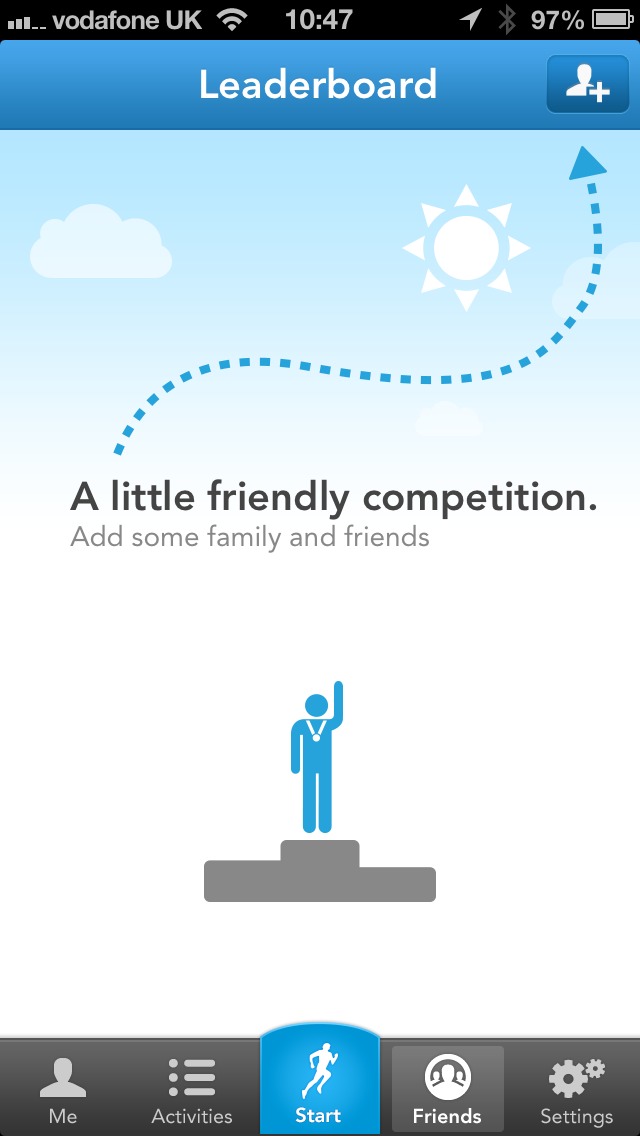 vodafone UK 10:47 97%
Leaderboard
A little friendly competition.
Add some family and friends
Me Activities Start Friends Settings